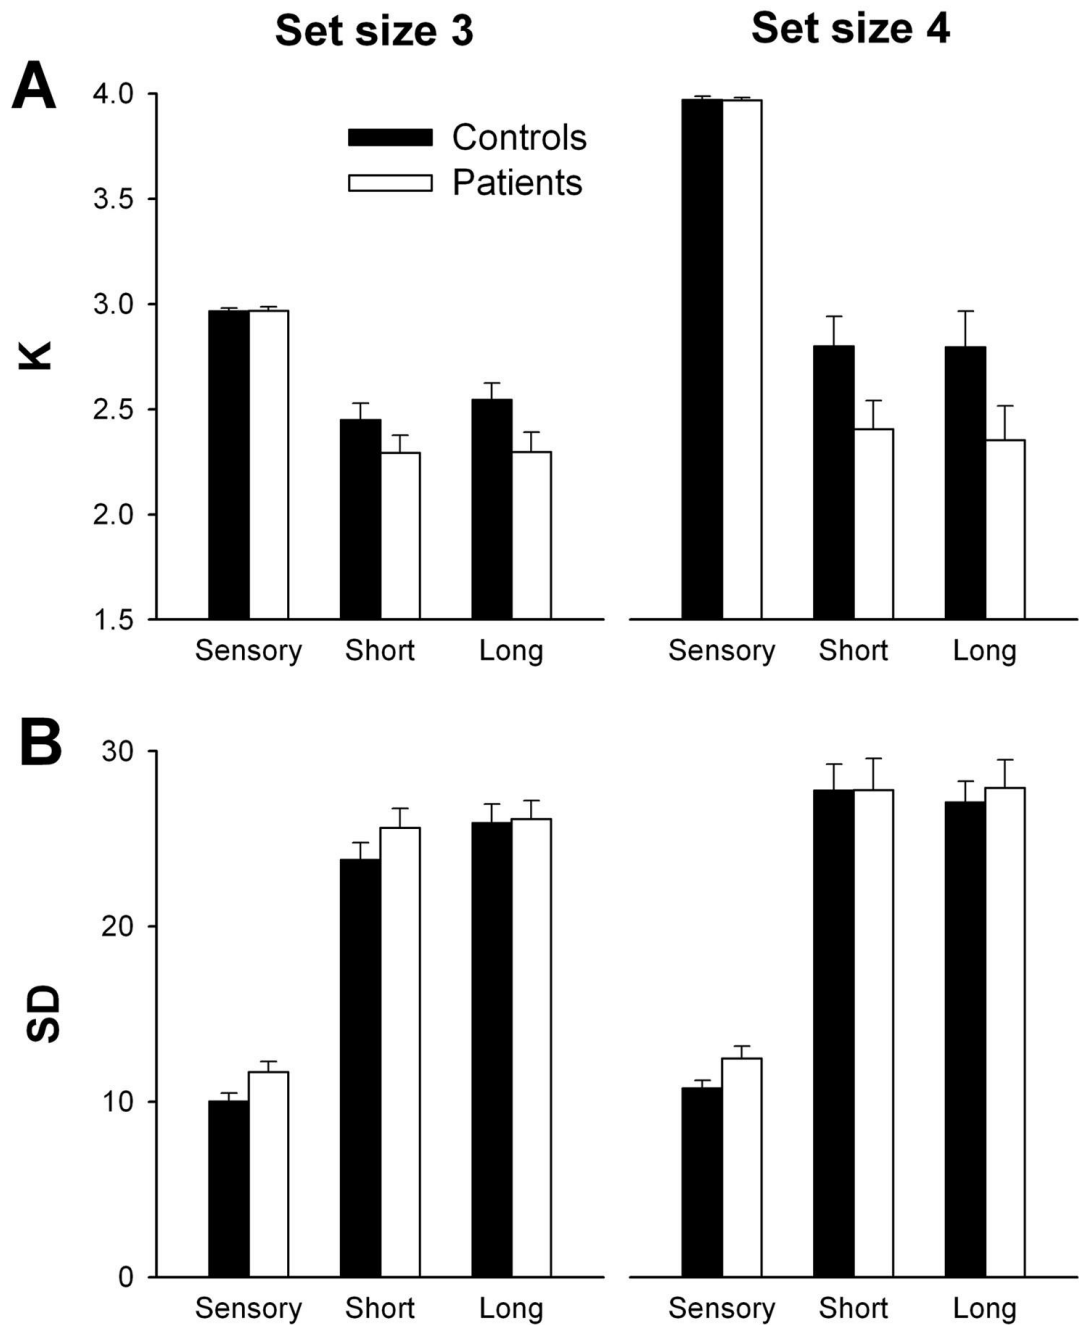 Set size 3 Set size 4
A
4.0
Controls
Patients
3.5
3.0
K
2.5
2.0
1.5
Sensory Short Long Sensory Short Long
B
30
20
SD
10
0
Sensory Short Long Sensory Short Long